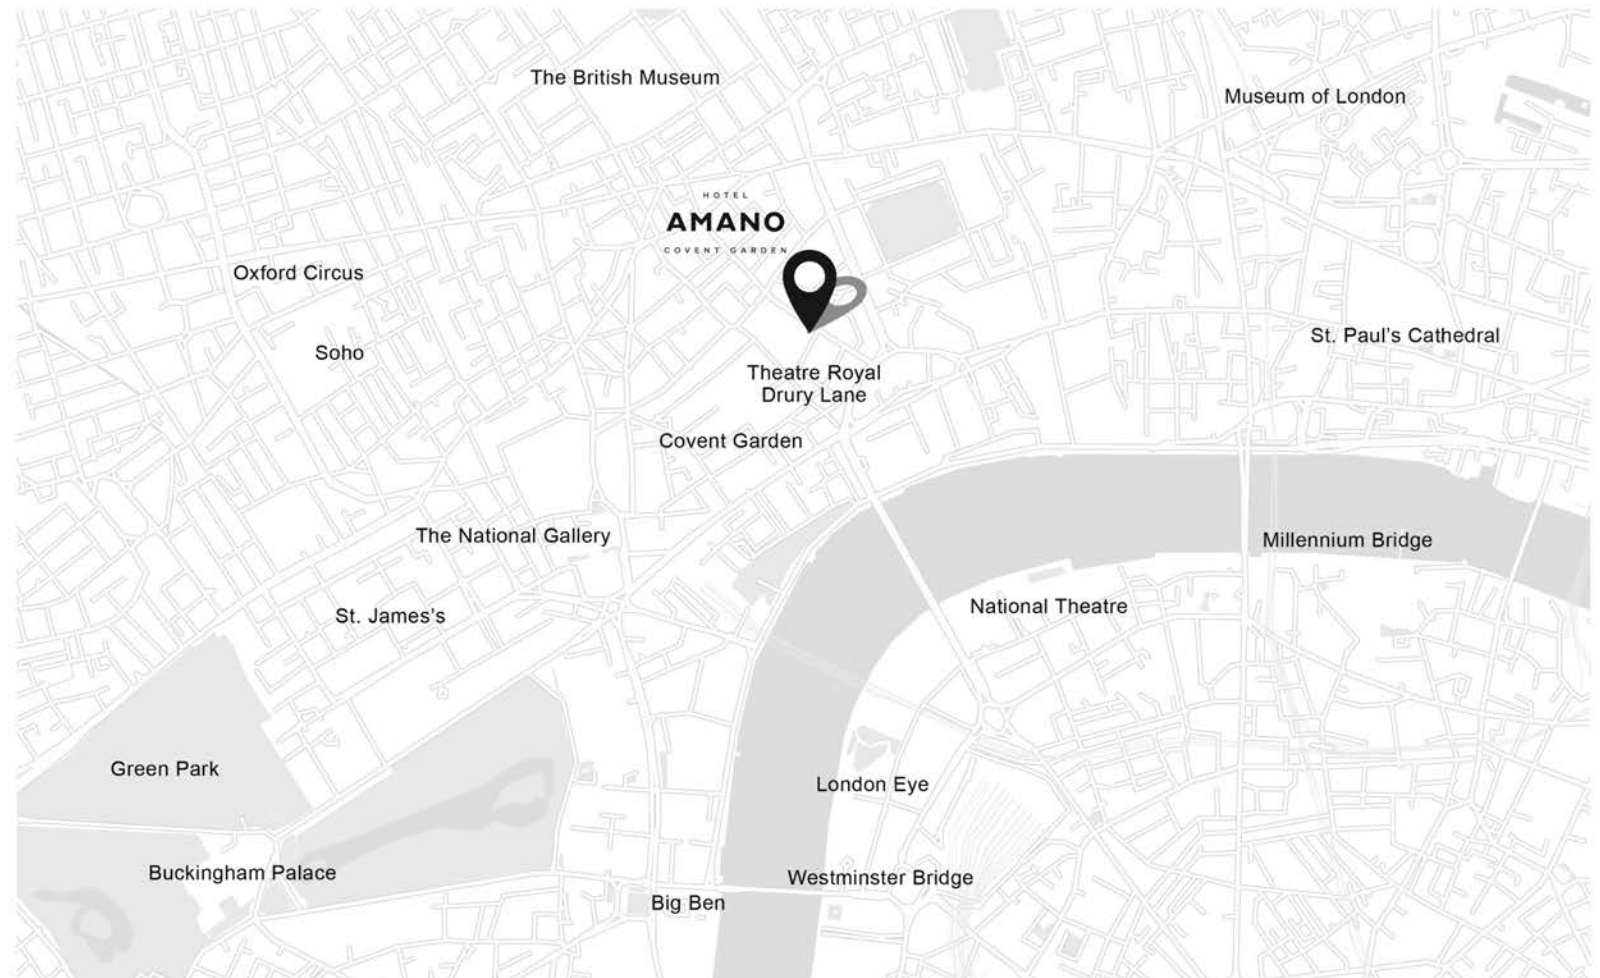 The British Museum
Museum of London
HOTEL
AMANO
COVENT GARDEN
Oxford Circus
Soho
St. Paul's Cathedral
Theatre Royal
Drury Lane
Covent Garden
The National Gallery
Millennium Bridge
National Theatre
St. James's
Green Park
London Eye
Buckingham Palace
Westminster Bridge
Big Ben